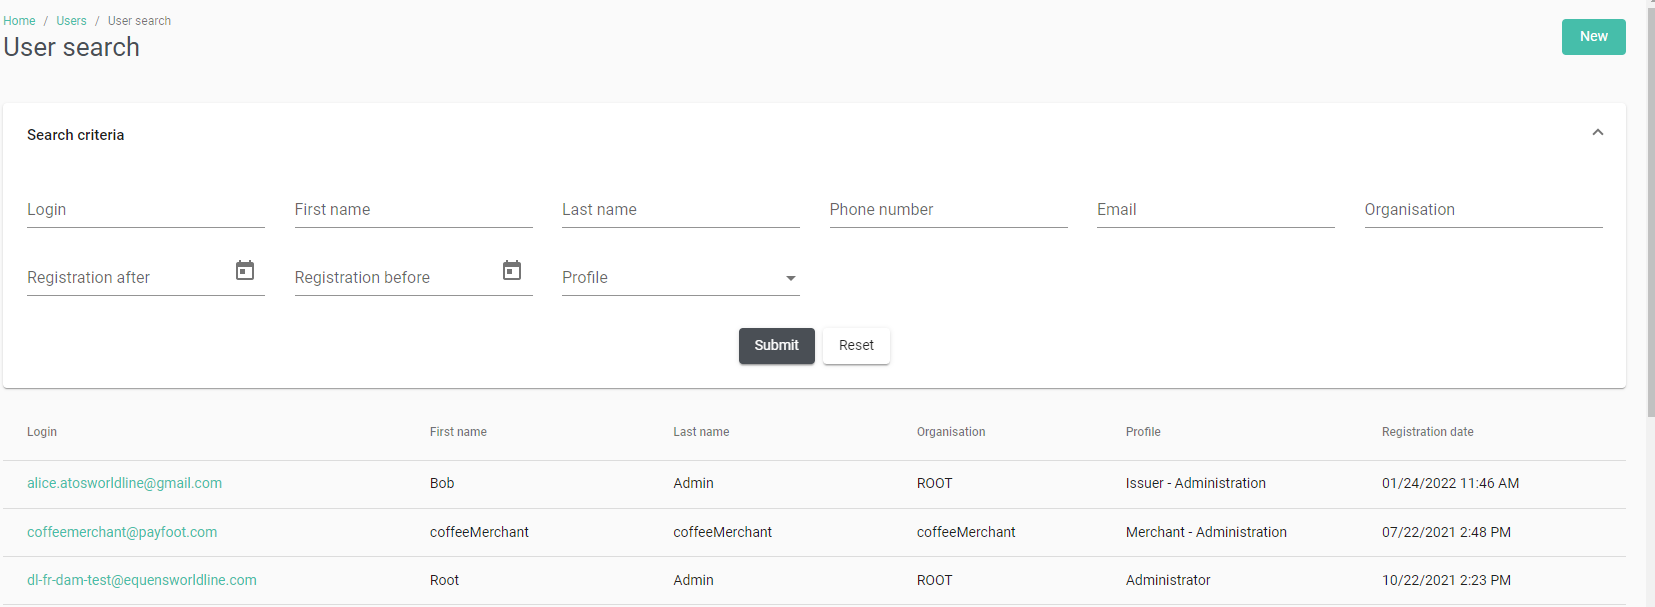 Home / Users / User search
User search
New
Search criteria
Login First name Last name Phone number Email Organisation
Registration after Registration before Profile
Submit Reset
Login First name Last name Organisation Profile Registration date
alice.atosworldline@gmail.com Bob Admin ROOT Issuer - Administration 01/24/2022 11:46 AM
coffeemerchant@payfoot.com coffeeMerchant coffeeMerchant coffeeMerchant Merchant - Administration 07/22/2021 2:48 PM
dl-fr-dam-test@equensworldline.com Root Admin ROOT Administrator 10/22/2021 2:23 PM